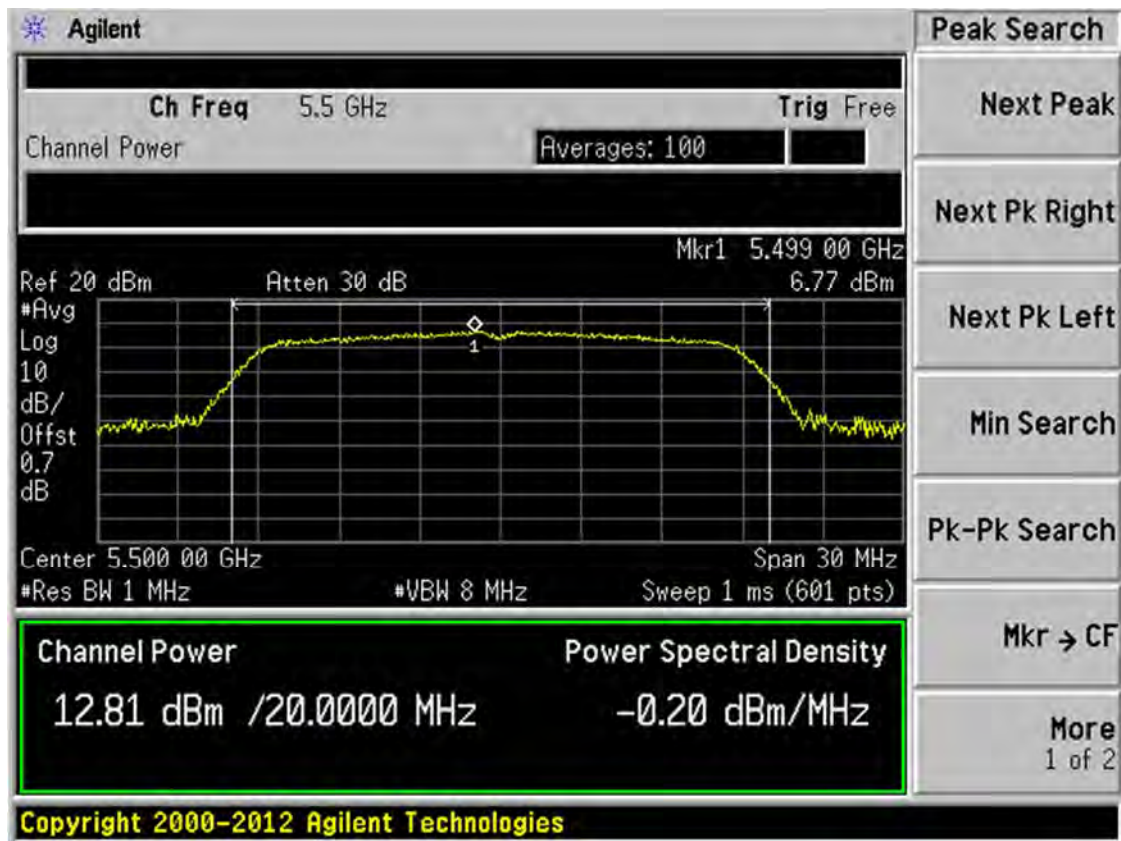 Agilent
Peak Search
Ch Freq 5.5 GHz Trig Free
Channel Power Averages: 100
Mkr1 5.499 00 GHz
Ref 20 dBm Atten 30 dB 6.77 dBm
#Avg
Log
10
dB/
Offst
0.7
dB
1
Center 5.500 00 GHz Span 30 MHz
#Res BW 1 MHz #VBW 8 MHz Sweep 1 ms (601 pts)
Channel Power Power Spectral Density
12.81 dBm /20.0000 MHz -0.20 dBm/MHz
Next Peak
Next Pk Right
Next Pk Left
Min Search
Pk-Pk Search
Mkr → CF
More
1 of 2
Copyright 2000-2012 Agilent Technologies